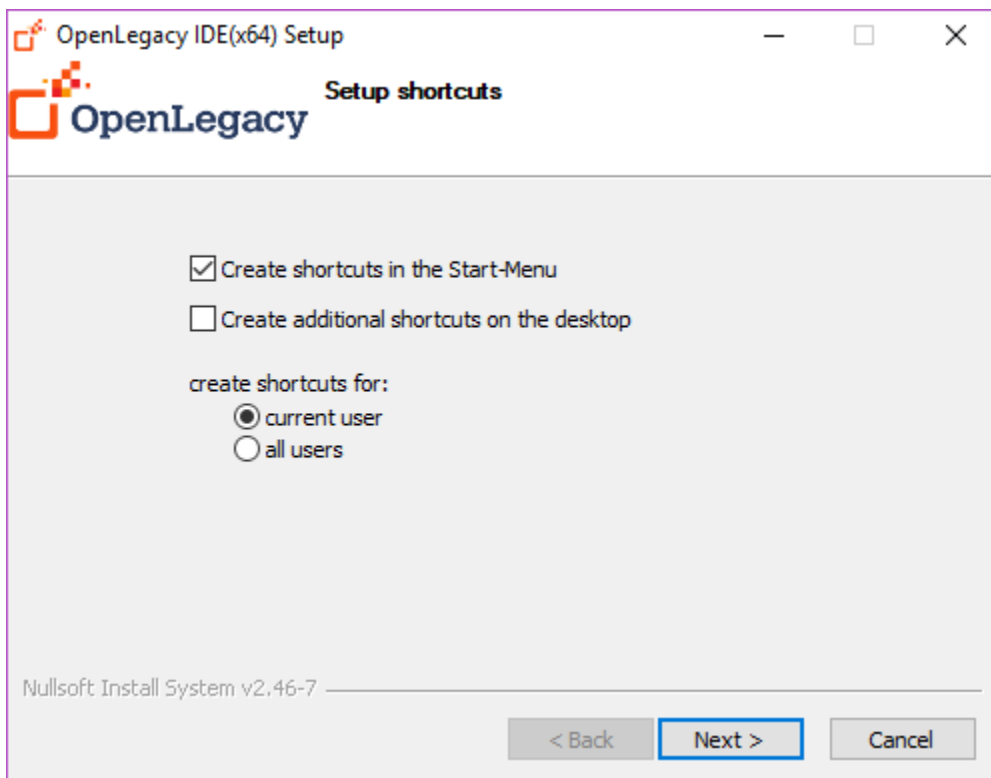 OpenLegacy IDE(x64) Setup
OpenLegacy
Setup shortcuts
Create shortcuts in the Start-Menu
Create additional shortcuts on the desktop
create shortcuts for:
current user
all users
Nullsoft Install System v2.46-7
< Back
Next >
Cancel